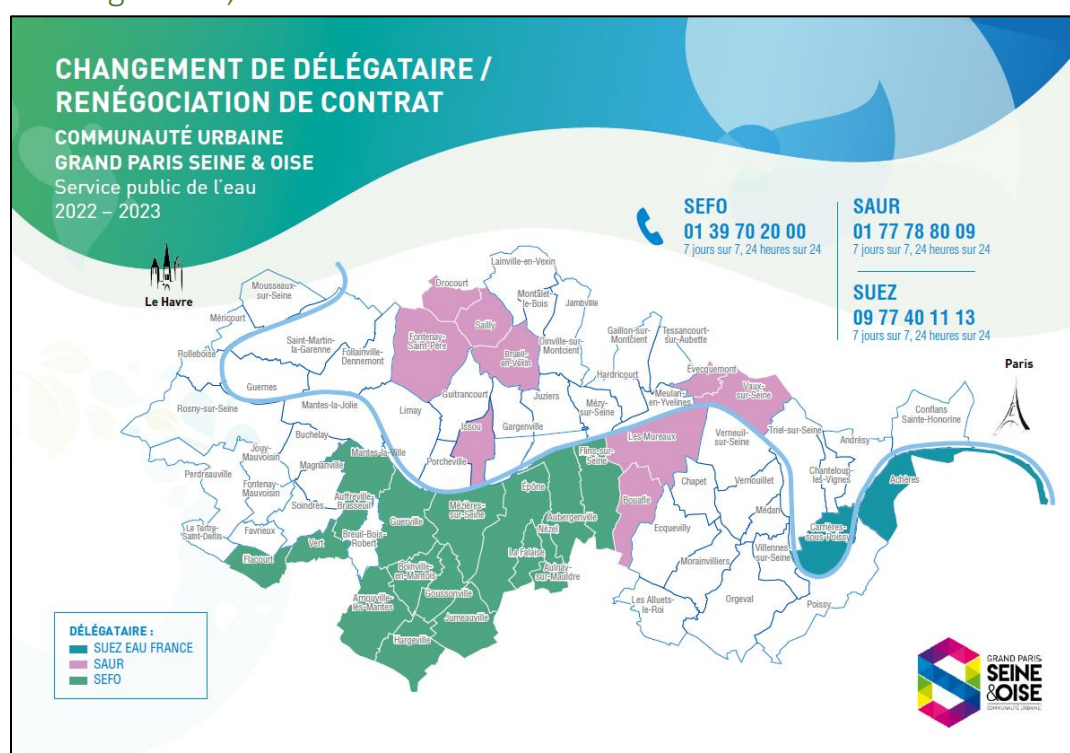 CHANGEMENT DE DÉLÉGATAIRE /
RENÉGOCIATION DE CONTRAT
COMMUNAUTÉ URBAINE
GRAND PARIS SEINE & OISE
Service public de l'eau
2022 – 2023
SEFO
01 39 70 20 00
7 jours sur 7, 24 heures sur 24
SAUR
01 77 78 80 09
7 jours sur 7, 24 heures sur 24
SUEZ
09 77 40 11 13
7 jours sur 7, 24 heures sur 24
Le Havre
Paris
Mousseaux-
sur-Seine
Méricourt
Rolleboise
Saint-Martin-
la-Garenne
Follainville-
Dennemont
Guernes
Rosny-sur-Seine
Mantes-la-Jolie
Limay
Drocourt
Fontenay-
Saint-Père
Sailly
Brueil-
en-Vexin
Lainville-en-Vexin
Montalet-
le-Bois
Jambville
Oinville-sur-
Montcient
Gaillon-sur-
Montcient
Tessancourt-
sur-Aubette
Hardricourt
Évecquemont
Vaux-
sur-Seine
Meulan-
en-Yvelines
Guitrancourt
Juziers
Mézy-
sur-Seine
Issou
Gargenville
Porcheville
Buchelay
Mantes-la-Ville
Jouy-
Mauvoisin
Magnanville
Perdreauville
Fontenay-
Mauvoisin
Soindres
Auffreville-
Brasseuil
Le Tertre-
Saint-Denis
Favrieux
Vert
Breuil-Bois-
Robert
Flacourt
Guerville
Mézières-
sur-Seine
Épône
Flins-sur-
Seine
Aubergenville
Nézel
La Falaise
Aulnay-
sur-Mauldre
Boinville-
en-Mantois
Goussonville
Arnouville-
lès-Mantes
Jumeauville
Hargeville
Les Mureaux
Bouafle
Verneuil-
sur-Seine
Triel-sur-Seine
Chapet
Vernouillet
Ecquevilly
Médan
Morainvilliers
Villennes-
sur-Seine
Les Alluets-
le-Roi
Orgeval
Poissy
Carrières-
sous-Poissy
Chanteloup-
les-Vignes
Andrésy
Conflans
Sainte-Honorine
Achères
DÉLÉGATAIRE :
SUEZ EAU FRANCE
SAUR
SEFO
GRAND PARIS
SEINE
&OISE
COMMUNAUTÉ URBAINE